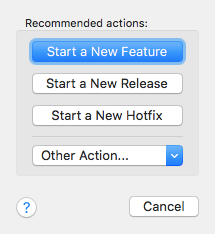 Recommended actions:
Start a New Feature
Start a New Release
Start a New Hotfix
Other Action...
?
Cancel